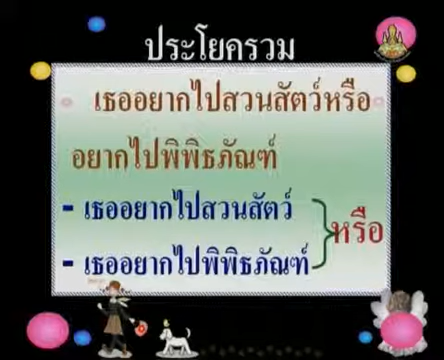 ประโยครวม
เธออยากไปสวนสัตว์หรือ
อยากไปพิพิธภัณฑ์
- เธออยากไปสวนสัตว์
หรือ
- เธออยากไปพิพิธภัณฑ์